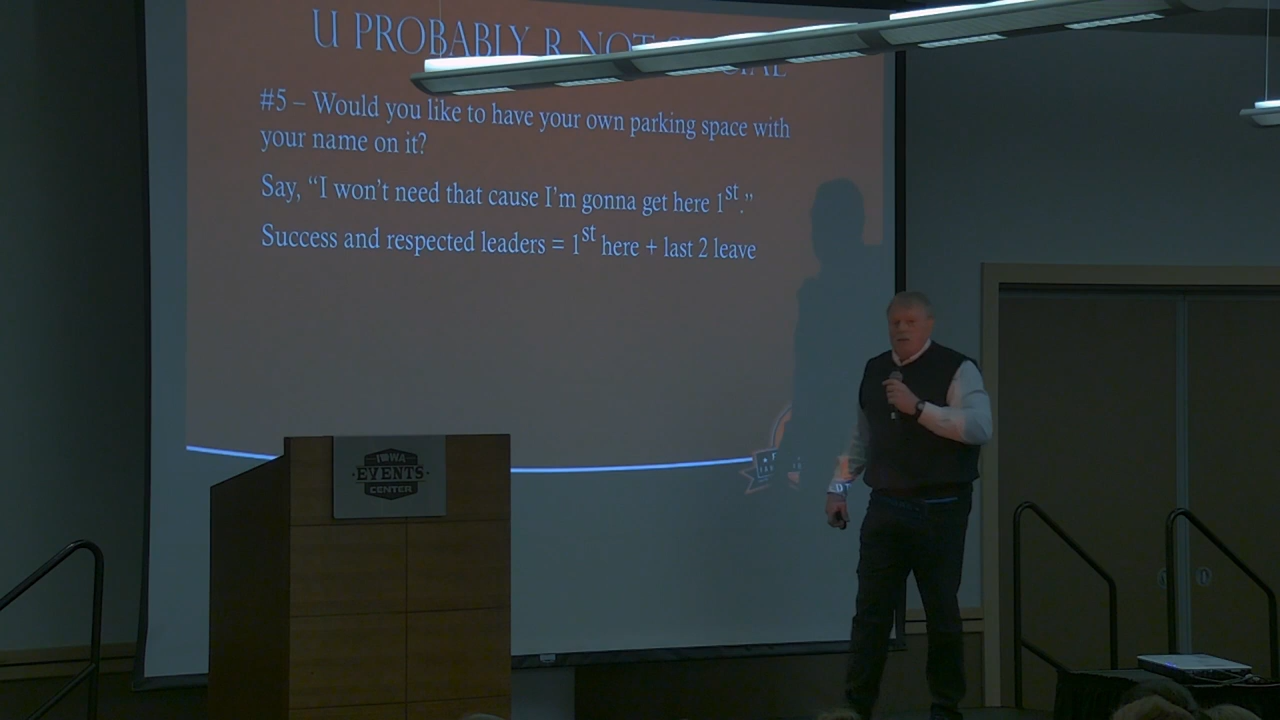 U PROBABLY R NOT
#5 – Would you like to have your own parking space with
your name on it?
Say, “I won’t need that cause I’m gonna get here 1st.”
Success and respected leaders = 1st here + last 2 leave
IOWA
EVENTS
CENTER